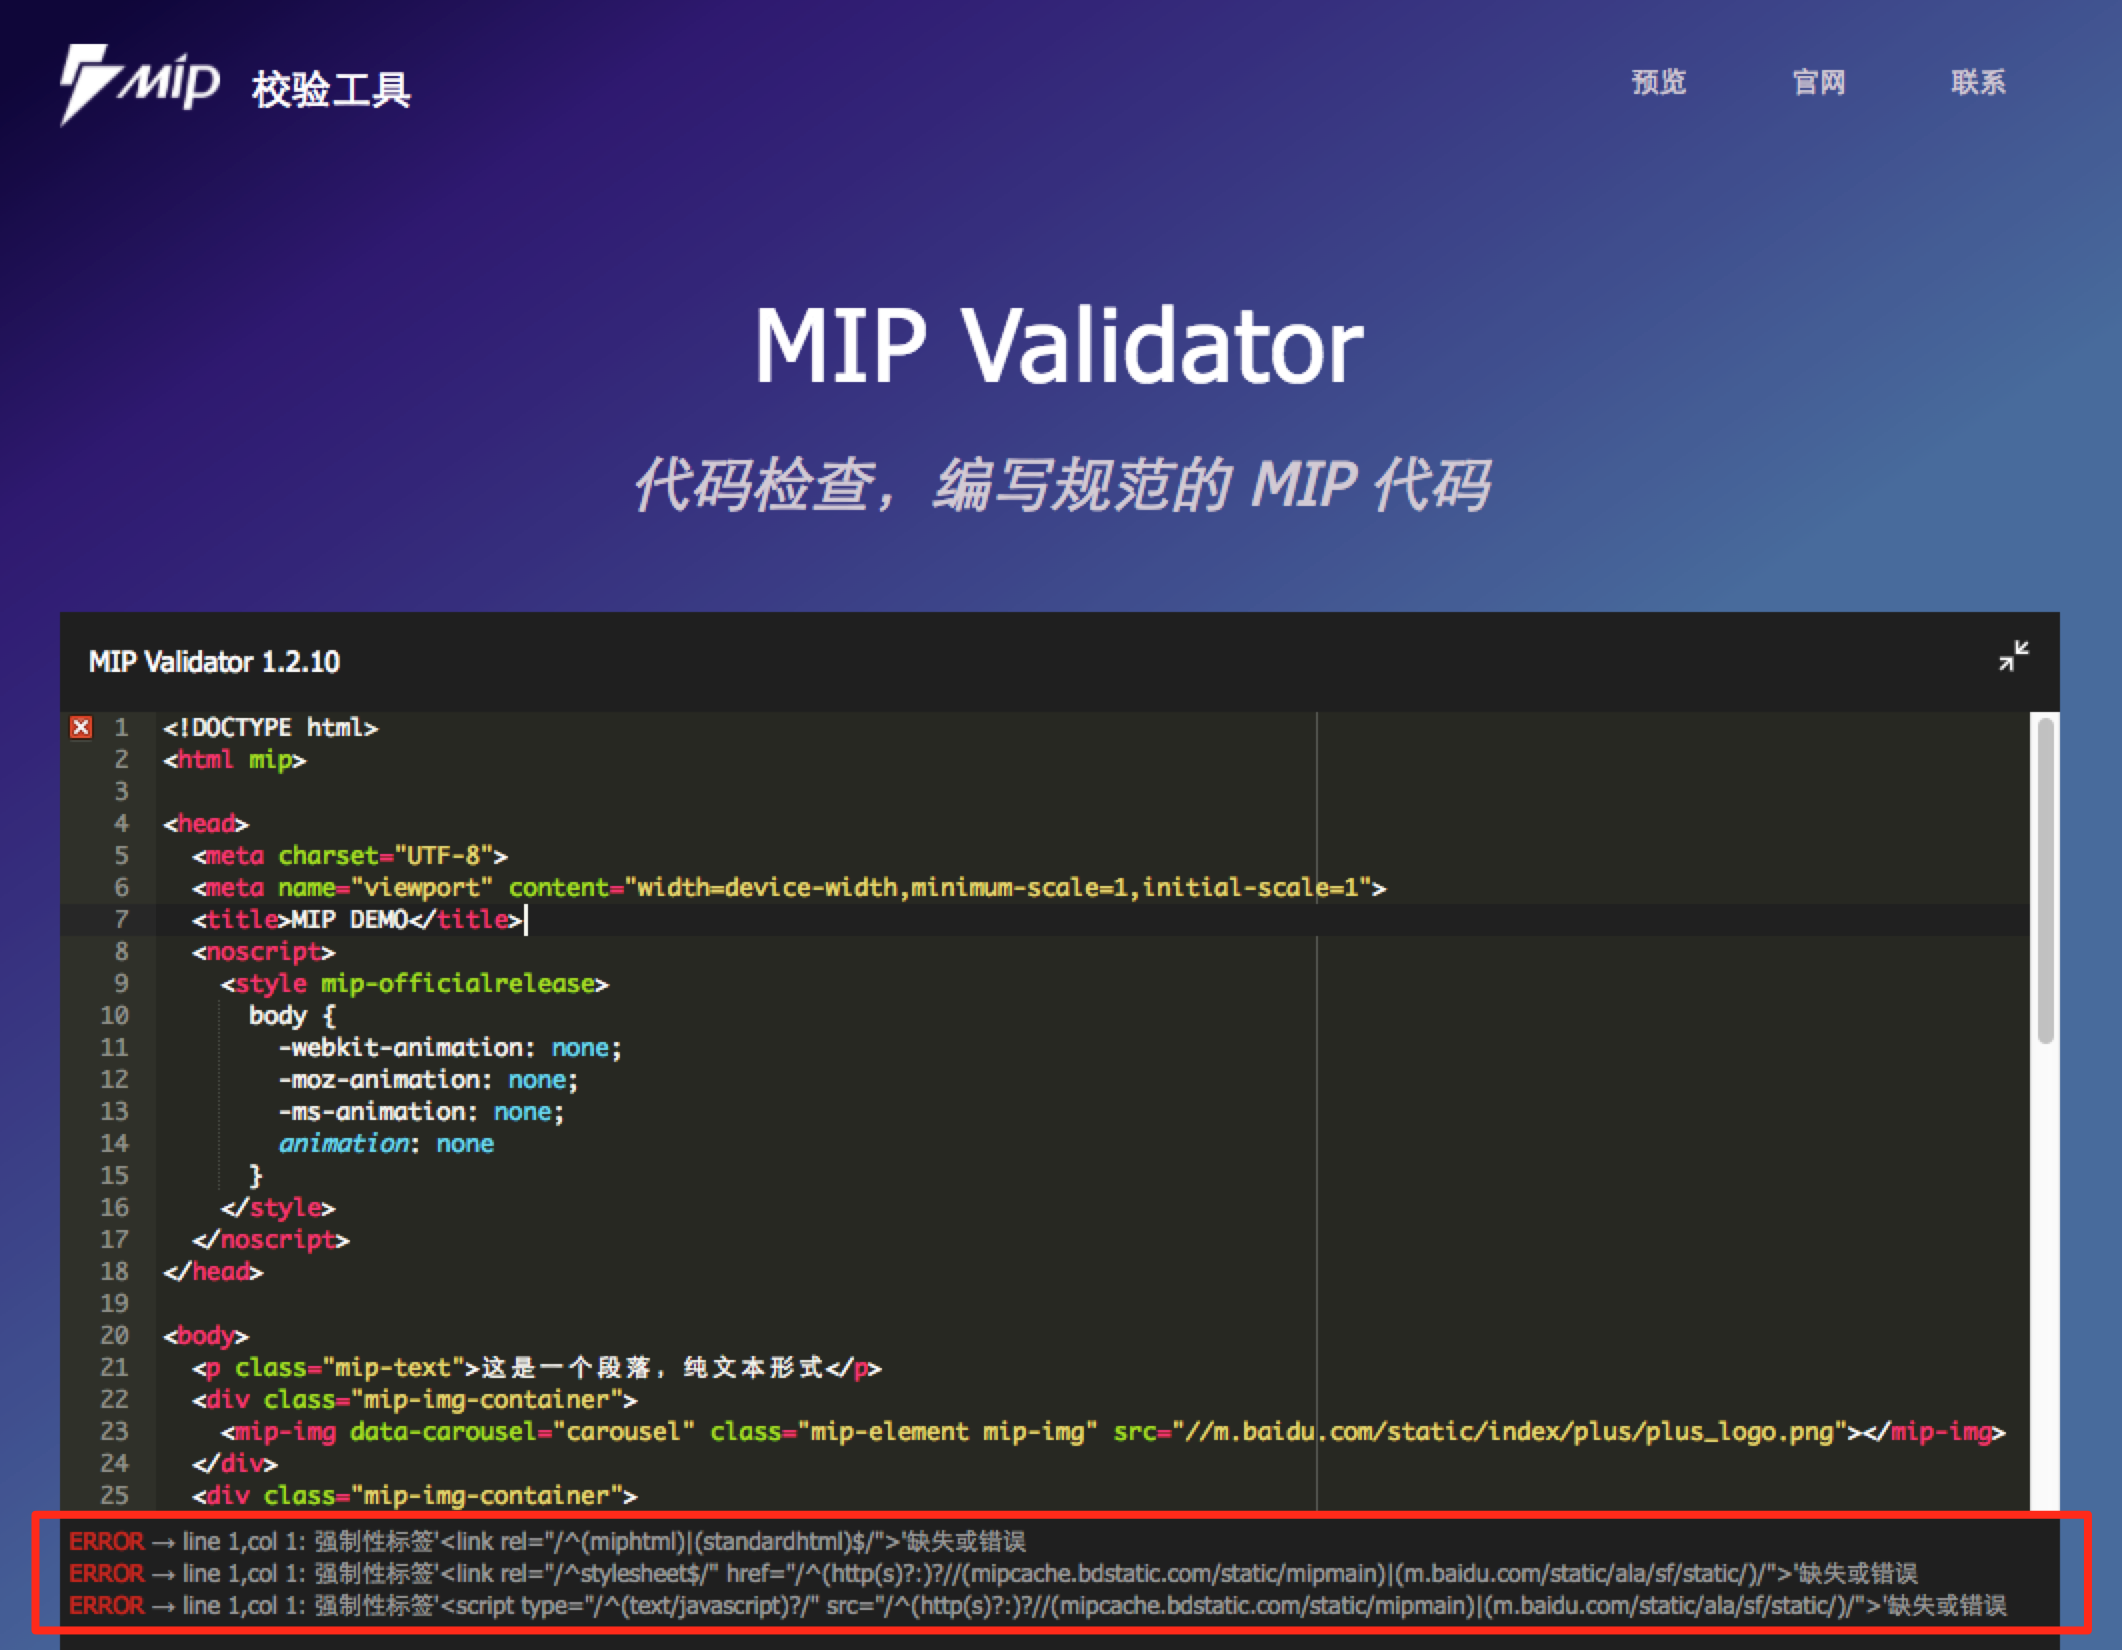 MIP 校验工具 预览 官网 联系
MIP Validator
代码检查，编写规范的 MIP 代码
MIP Validator 1.2.10
1 <!DOCTYPE html>
2 <html mip>
3
4 <head>
5 <meta charset="UTF-8">
6 <meta name="viewport" content="width=device-width,minimum-scale=1,initial-scale=1">
7 <title>MIP DEMO</title>
8 <noscript>
9 <style mip-officialrelease>
10 body {
11 -webkit-animation: none;
12 -moz-animation: none;
13 -ms-animation: none;
14 animation: none
15 }
16 </style>
17 </noscript>
18 </head>
19
20 <body>
21 <p class="mip-text">这是一个段落，纯文本形式</p>
22 <div class="mip-img-container">
23 <mip-img data-carousel="carousel" class="mip-element mip-img" src="//m.baidu.com/static/index/plus/plus_logo.png"></mip-img>
24 </div>
25 <div class="mip-img-container">
ERROR → line 1,col 1: 强制性标签'<link rel="/^(miphtml)|(standardhtml)$/">'缺失或错误
ERROR → line 1,col 1: 强制性标签'<link rel="/^stylesheet$/" href="/^(http(s)?:)?//(mipcache.bdstatic.com/static/mipmain)|(m.baidu.com/static/ala/sf/static/)/">'缺失或错误
ERROR → line 1,col 1: 强制性标签'<script type="/^(text/javascript)?/" src="/^(http(s)?:)?//(mipcache.bdstatic.com/static/mipmain)|(m.baidu.com/static/ala/sf/static/)/">'缺失或错误